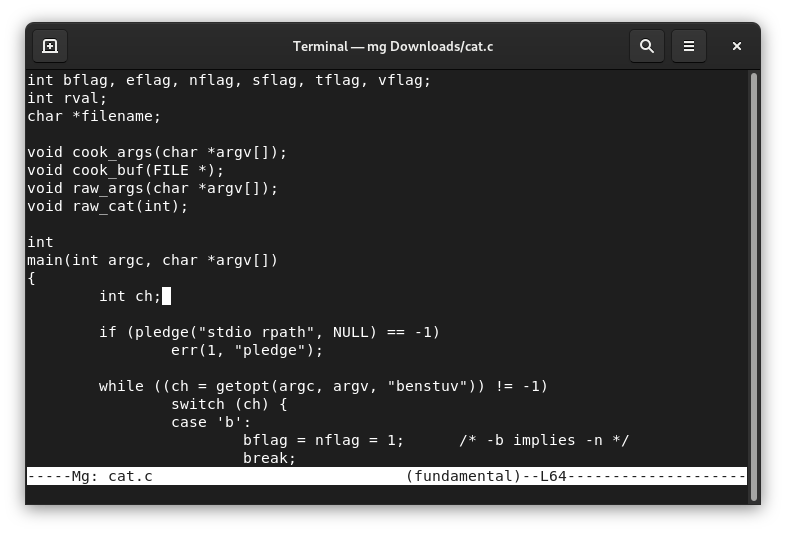 Terminal — mg Downloads/cat.c
int bflag, eflag, nflag, sflag, tflag, vflag;
int rval;
char *filename;

void cook_args(char *argv[]);
void cook_buf(FILE *);
void raw_args(char *argv[]);
void raw_cat(int);

int
main(int argc, char *argv[])
{
        int ch;

        if (pledge("stdio rpath", NULL) == -1)
                err(1, "pledge");

        while ((ch = getopt(argc, argv, "benstuv")) != -1)
                switch (ch) {
                case 'b':
                        bflag = nflag = 1;      /* -b implies -n */
                        break;
-----Mg: cat.c                            (fundamental)--L64--------------------